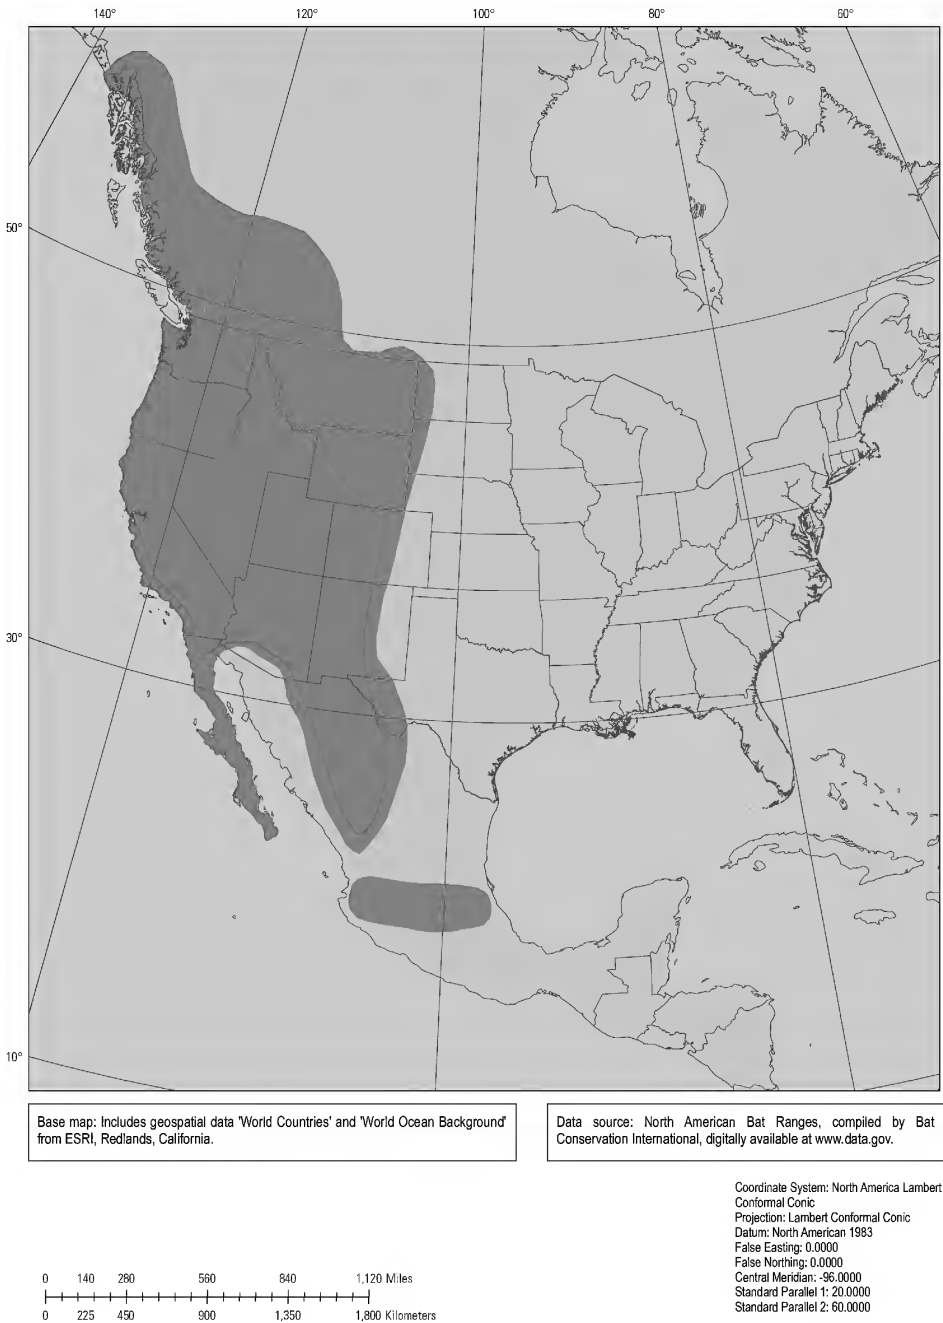 140° 120° 100° 80° 60°
50°
30°
10°
Base map: Includes geospatial data 'World Countries' and 'World Ocean Background'
from ESRI, Redlands, California.
Data source: North American Bat Ranges, compiled by Bat
Conservation International, digitally available at www.data.gov.
Coordinate System: North America Lambert
Conformal Conic
Projection: Lambert Conformal Conic
Datum: North American 1983
False Easting: 0.0000
False Northing: 0.0000
Central Meridian: -96.0000
Standard Parallel 1: 20.0000
Standard Parallel 2: 60.0000
0 140 280 560 840 1,120 Miles
0 225 450 900 1,350 1,800 Kilometers